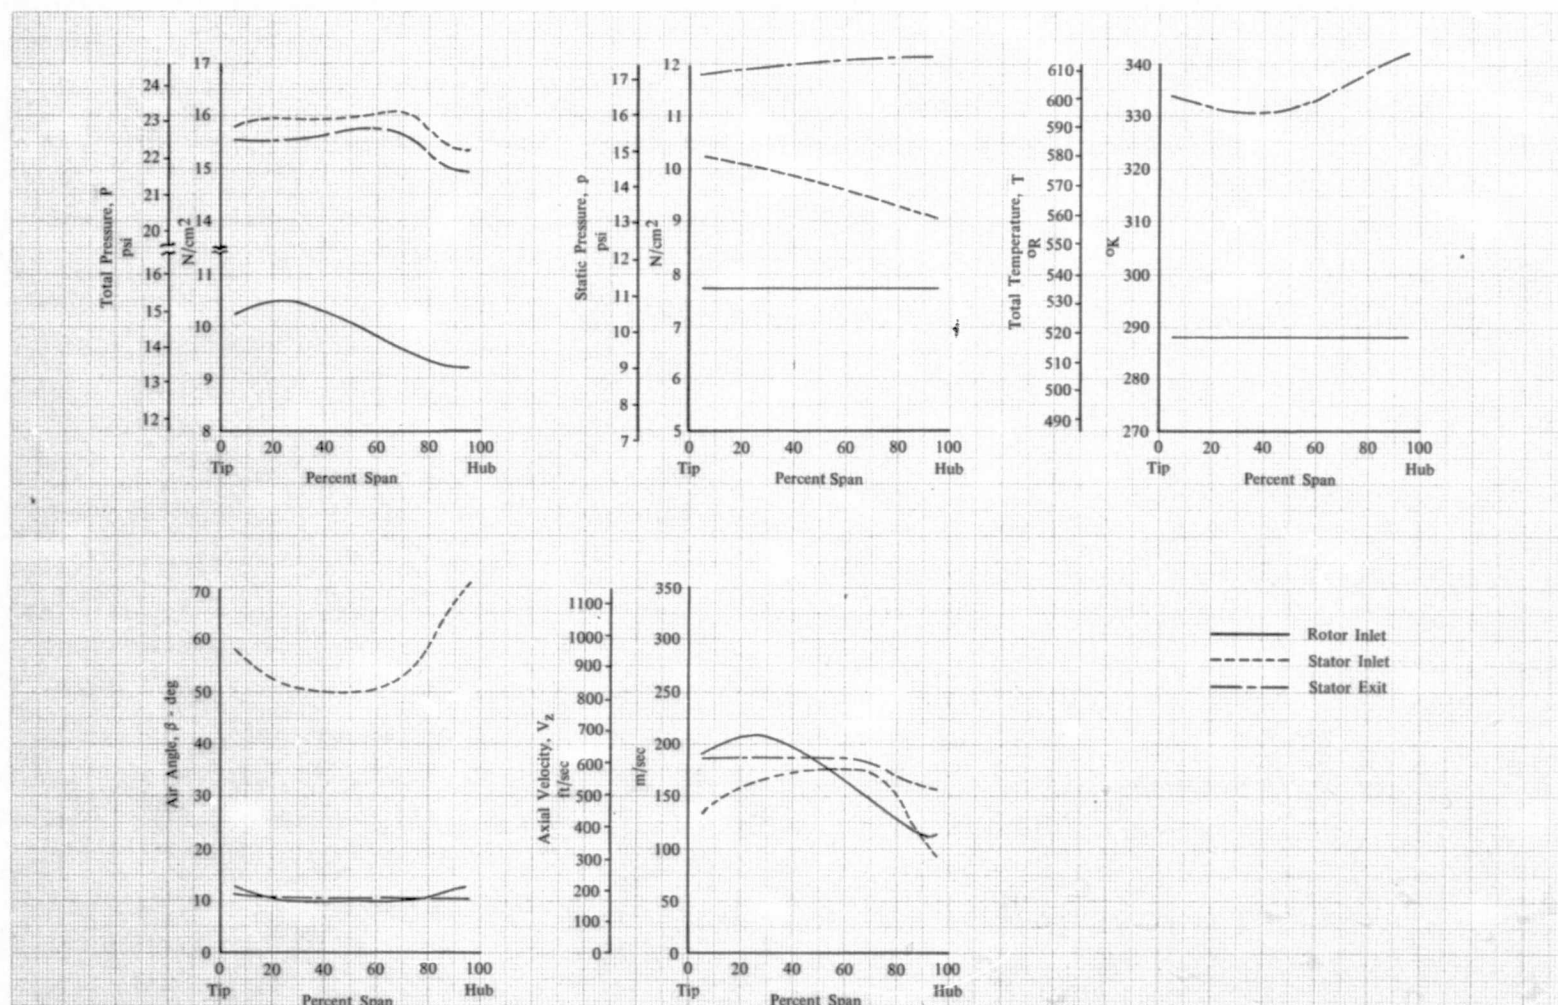 Total Pressure, P
psi
24
23
22
21
20
16
15
14
13
12
N/cm2
17
16
15
14
11
10
9
8
0 20 40 60 80 100
Tip Hub
Percent Span
Static Pressure, p
psi
17
16
15
14
13
12
11
10
9
8
7
N/cm2
12
11
10
9
8
7
6
5
0 20 40 60 80 100
Tip Hub
Percent Span
Total Temperature, T
°R
610
600
590
580
570
560
550
540
530
520
510
500
490
°K
340
330
320
310
300
290
280
270
0 20 40 60 80 100
Tip Hub
Percent Span
Air Angle, β - deg
70
60
50
40
30
20
10
0
0 20 40 60 80 100
Tip Hub
Percent Span
Axial Velocity, Vz
ft/sec
1100
1000
900
800
700
600
500
400
300
200
100
0
m/sec
350
300
250
200
150
100
50
0
0 20 40 60 80 100
Tip Hub
Percent Span
Rotor Inlet
Stator Inlet
Stator Exit